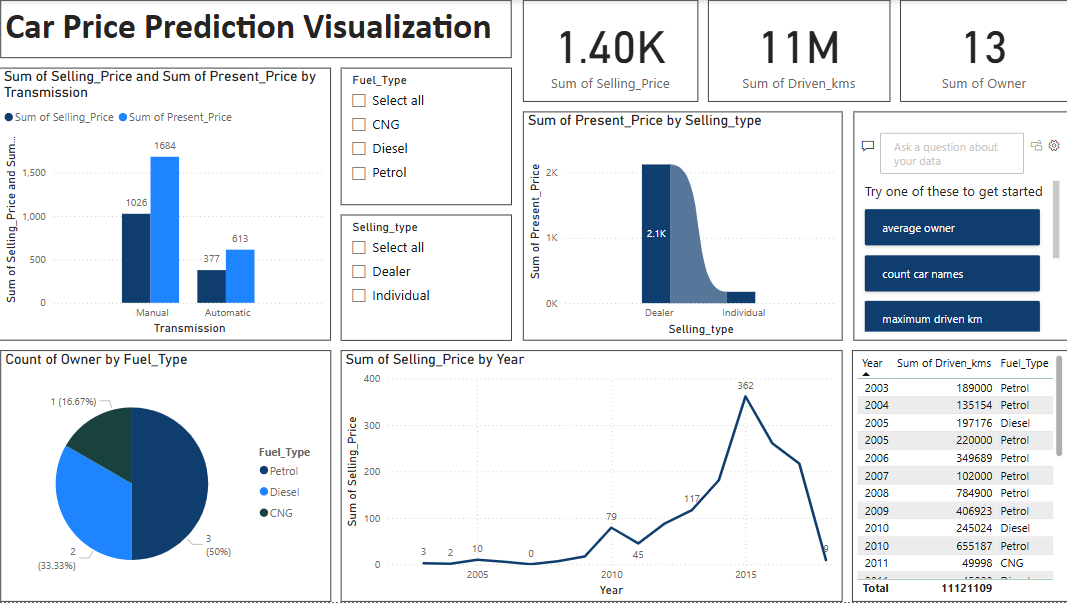 Car Price Prediction Visualization
1.40K
Sum of Selling_Price
11M
Sum of Driven_kms
13
Sum of Owner
Sum of Selling_Price and Sum of Present_Price by
Transmission
Sum of Selling_Price Sum of Present_Price
Sum of Selling_Price and Sum...
1,500
1,000
500
0
1026
1684
377
613
Manual Automatic
Transmission
Fuel_Type
Select all
CNG
Diesel
Petrol
Selling_type
Select all
Dealer
Individual
Sum of Present_Price by Selling_type
Sum of Present_Price
2K
1K
0K
2.1K
Dealer Individual
Selling_type
Ask a question about
your data
Try one of these to get started
average owner
count car names
maximum driven km
Count of Owner by Fuel_Type
1 (16.67%)
2
(33.33%)
3
(50%)
Fuel_Type
Petrol
Diesel
CNG
Sum of Selling_Price by Year
Sum of Selling_Price
400
300
200
100
0
3
2
10
0
79
45
117
362
9
2005 2010 2015
Year
Year Sum of Driven_kms Fuel_Type
2003 189000 Petrol
2004 135154 Petrol
2005 197176 Diesel
2005 220000 Petrol
2006 349689 Petrol
2007 102000 Petrol
2008 784900 Petrol
2009 406923 Petrol
2010 245024 Diesel
2010 655187 Petrol
2011 49998 CNG
Total 11121109